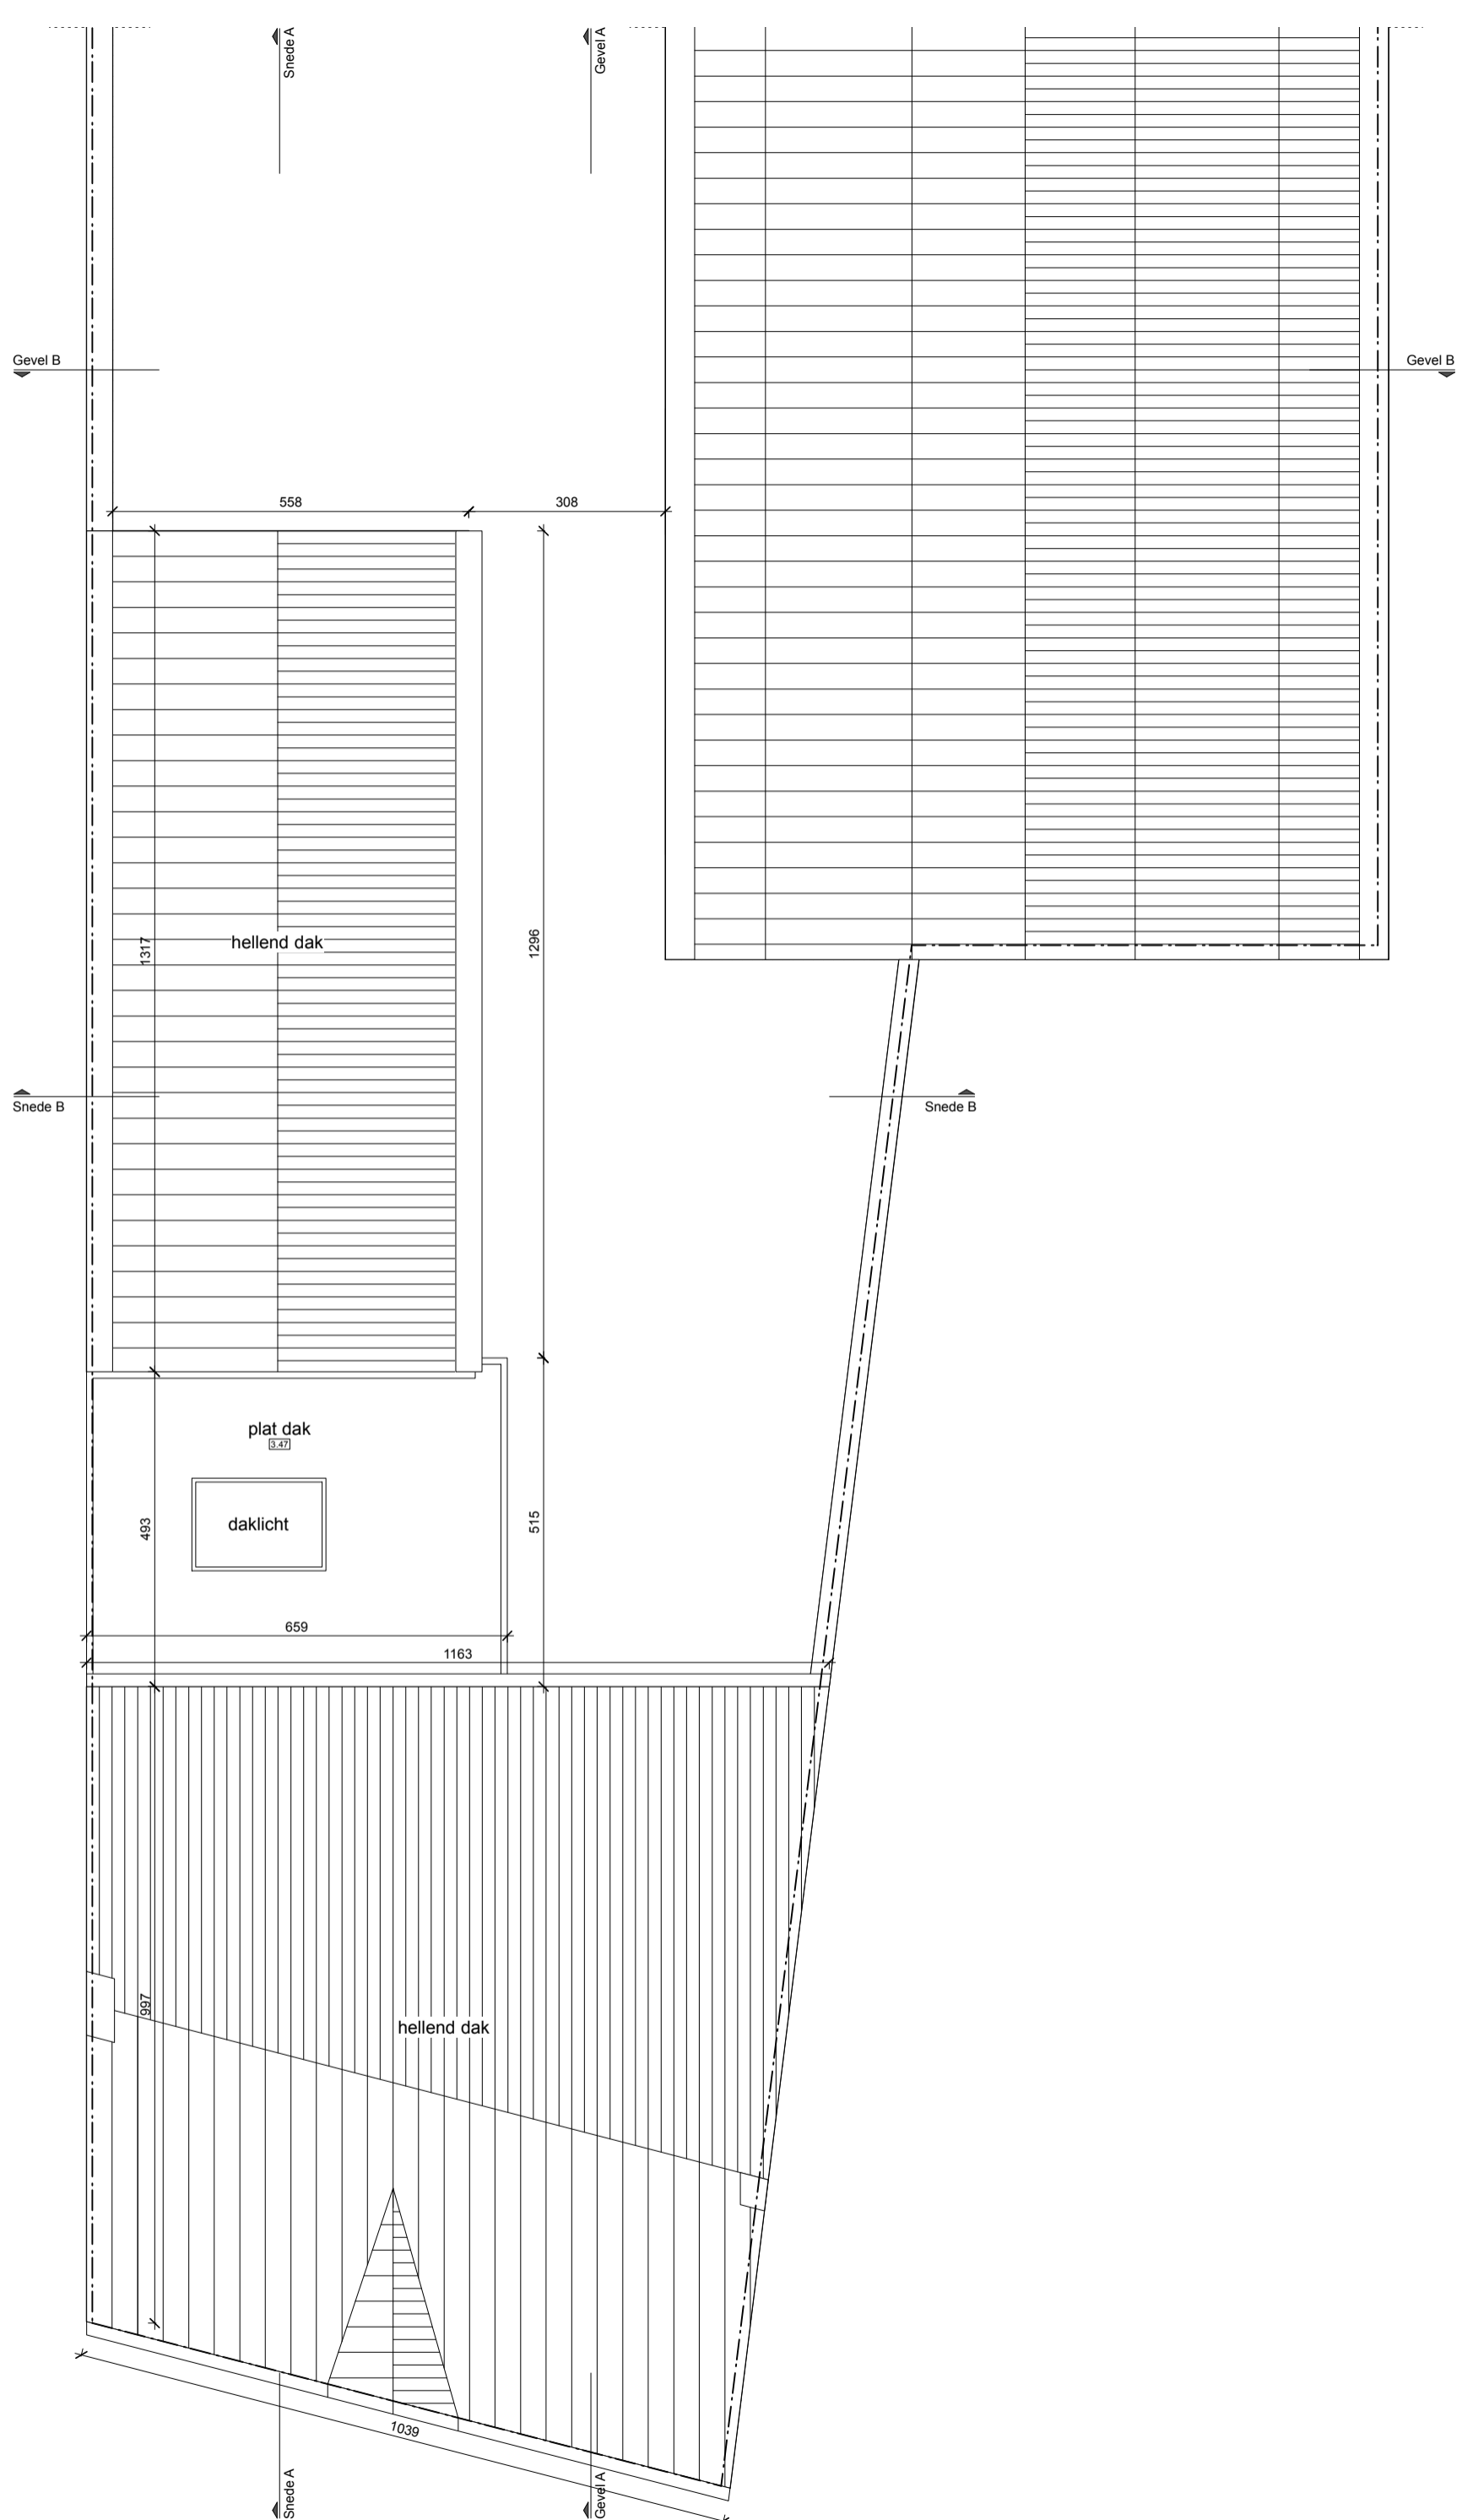 Snede A
Gevel A
Gevel B
Gevel B
558
308
1317
hellend dak
1296
Snede B
Snede B
plat dak
3.47
daklicht
493
515
659
1163
997
hellend dak
1039
Snede A
Gevel A